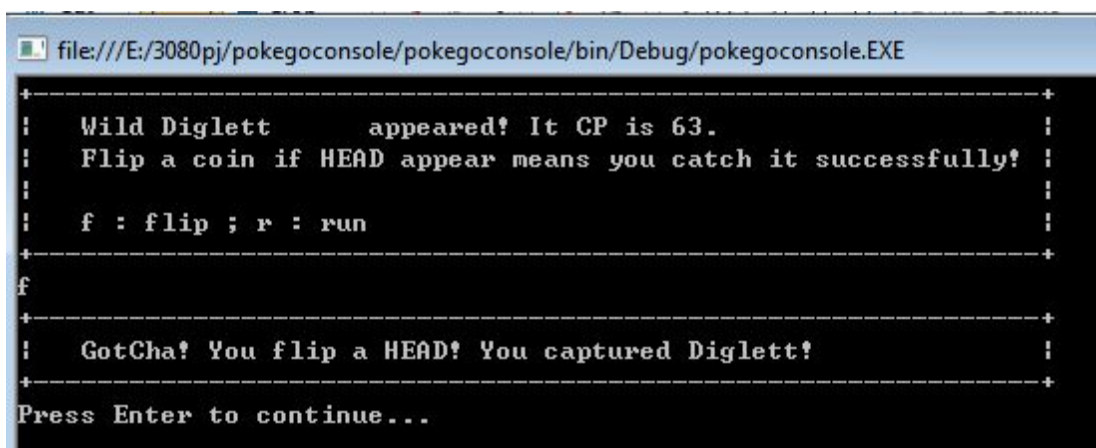 file:///E:/3080pj/pokegoconsole/pokegoconsole/bin/Debug/pokegoconsole.EXE
Wild Diglett appeared! It CP is 63.
Flip a coin if HEAD appear means you catch it successfully!
f : flip ; r : run
f
GotCha! You flip a HEAD! You captured Diglett!
Press Enter to continue...